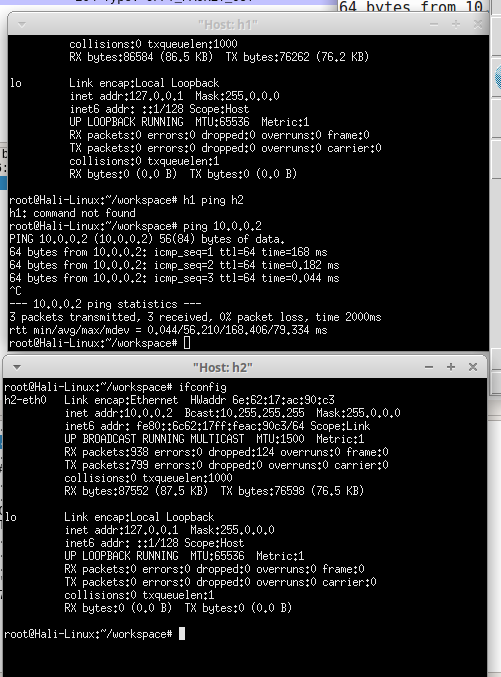 64 bytes from 10.
"Host: h1"
collisions:0 txqueuelen:1000
RX bytes:86584 (86.5 KB)  TX bytes:76262 (76.2 KB)
lo        Link encap:Local Loopback
inet addr:127.0.0.1  Mask:255.0.0.0
inet6 addr: ::1/128 Scope:Host
UP LOOPBACK RUNNING  MTU:65536  Metric:1
RX packets:0 errors:0 dropped:0 overruns:0 frame:0
TX packets:0 errors:0 dropped:0 overruns:0 carrier:0
collisions:0 txqueuelen:1
RX bytes:0 (0.0 B)  TX bytes:0 (0.0 B)
root@Hali-Linux:~/workspace# h1 ping h2
h1: command not found
root@Hali-Linux:~/workspace# ping 10.0.0.2
PING 10.0.0.2 (10.0.0.2) 56(84) bytes of data.
64 bytes from 10.0.0.2: icmp_seq=1 ttl=64 time=168 ms
64 bytes from 10.0.0.2: icmp_seq=2 ttl=64 time=0.182 ms
64 bytes from 10.0.0.2: icmp_seq=3 ttl=64 time=0.044 ms
^C
--- 10.0.0.2 ping statistics ---
3 packets transmitted, 3 received, 0% packet loss, time 2000ms
rtt min/avg/max/mdev = 0.044/56.210/168.406/79.334 ms
root@Hali-Linux:~/workspace#
"Host: h2"
root@Hali-Linux:~/workspace# ifconfig
h2-eth0   Link encap:Ethernet  HWaddr 6e:62:17:ac:90:c3
inet addr:10.0.0.2  Bcast:10.255.255.255  Mask:255.0.0.0
inet6 addr: fe80::6c62:17ff:feac:90c3/64 Scope:Link
UP BROADCAST RUNNING MULTICAST  MTU:1500  Metric:1
RX packets:938 errors:0 dropped:124 overruns:0 frame:0
TX packets:799 errors:0 dropped:0 overruns:0 carrier:0
collisions:0 txqueuelen:1000
RX bytes:87552 (87.5 KB)  TX bytes:76598 (76.5 KB)
lo        Link encap:Local Loopback
inet addr:127.0.0.1  Mask:255.0.0.0
inet6 addr: ::1/128 Scope:Host
UP LOOPBACK RUNNING  MTU:65536  Metric:1
RX packets:0 errors:0 dropped:0 overruns:0 frame:0
TX packets:0 errors:0 dropped:0 overruns:0 carrier:0
collisions:0 txqueuelen:1
RX bytes:0 (0.0 B)  TX bytes:0 (0.0 B)
root@Hali-Linux:~/workspace#